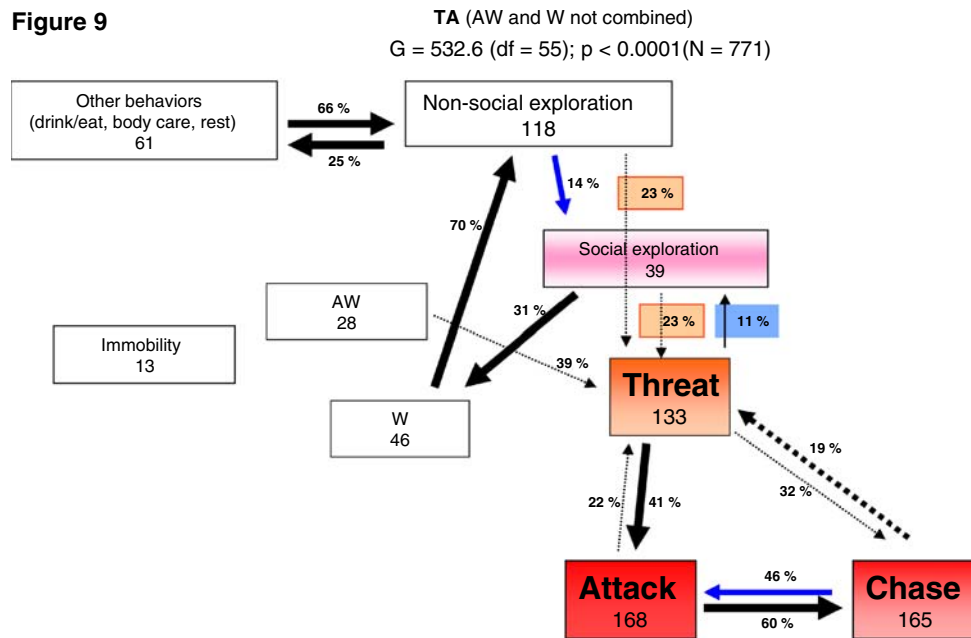 Figure 9
TA (AW and W not combined)
G = 532.6 (df = 55); p < 0.0001(N = 771)
Other behaviors
(drink/eat, body care, rest)
61
66 %
25 %
Non-social exploration
118
14 %
23 %
70 %
Social exploration
39
AW
28
31 %
23 %
11 %
Immobility
13
39 %
Threat
133
W
46
19 %
32 %
22 %
41 %
Attack
168
46 %
60 %
Chase
165